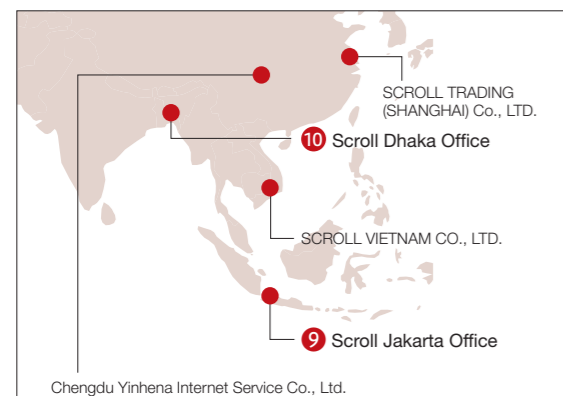 SCROLL TRADING
(SHANGHAI) Co., LTD.
10 Scroll Dhaka Office
SCROLL VIETNAM CO., LTD.
9 Scroll Jakarta Office
Chengdu Yinhena Internet Service Co., Ltd.